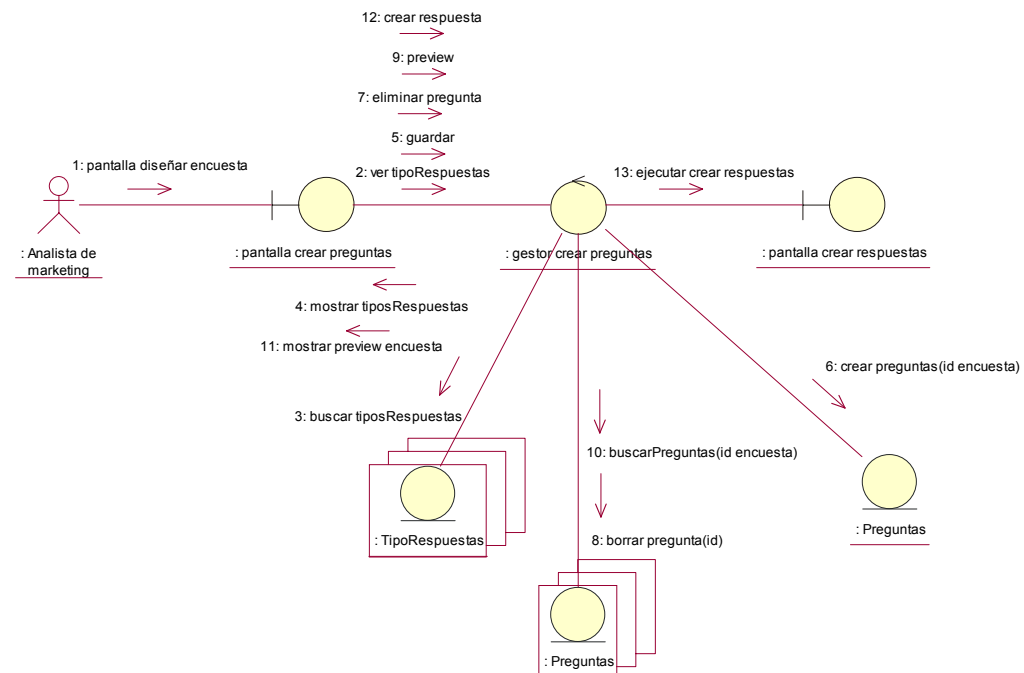 12: crear respuesta
9: preview
7: eliminar pregunta
5: guardar
1: pantalla diseñar encuesta
2: ver tipoRespuestas
13: ejecutar crear respuestas
: Analista de
marketing
: pantalla crear preguntas
: gestor crear preguntas
: pantalla crear respuestas
4: mostrar tiposRespuestas
11: mostrar preview encuesta
6: crear preguntas(id encuesta)
3: buscar tiposRespuestas
10: buscarPreguntas(id encuesta)
: Preguntas
: TipoRespuestas
8: borrar pregunta(id)
: Preguntas